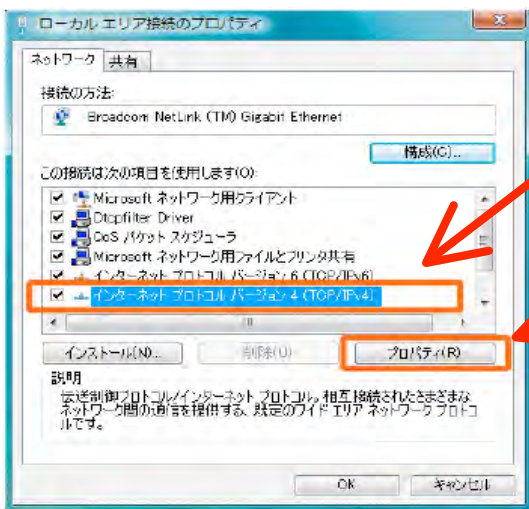 ローカル エリア接続のプロパティ
ネットワーク 共有
接続の方法:
Broadcom NetLink (TM) Gigabit Ethernet
構成(C)...
この接続は次の項目を使用します(O):
Microsoft ネットワーク用クライアント
Dtcpfilter Driver
QoS パケット スケジューラ
Microsoft ネットワーク用ファイルとプリンタ共有
インターネット プロトコル バージョン 6 (TCP/IPv6)
インターネット プロトコル バージョン 4 (TCP/IPv4)
インストール(N)... 削除(U) プロパティ(R)
説明
伝送制御プロトコル/インターネット プロトコル。相互接続されたさまざまな
ネットワーク間の通信を提供する、既定のワイド エリア ネットワーク プロトコ
ルです。
OK キャンセル